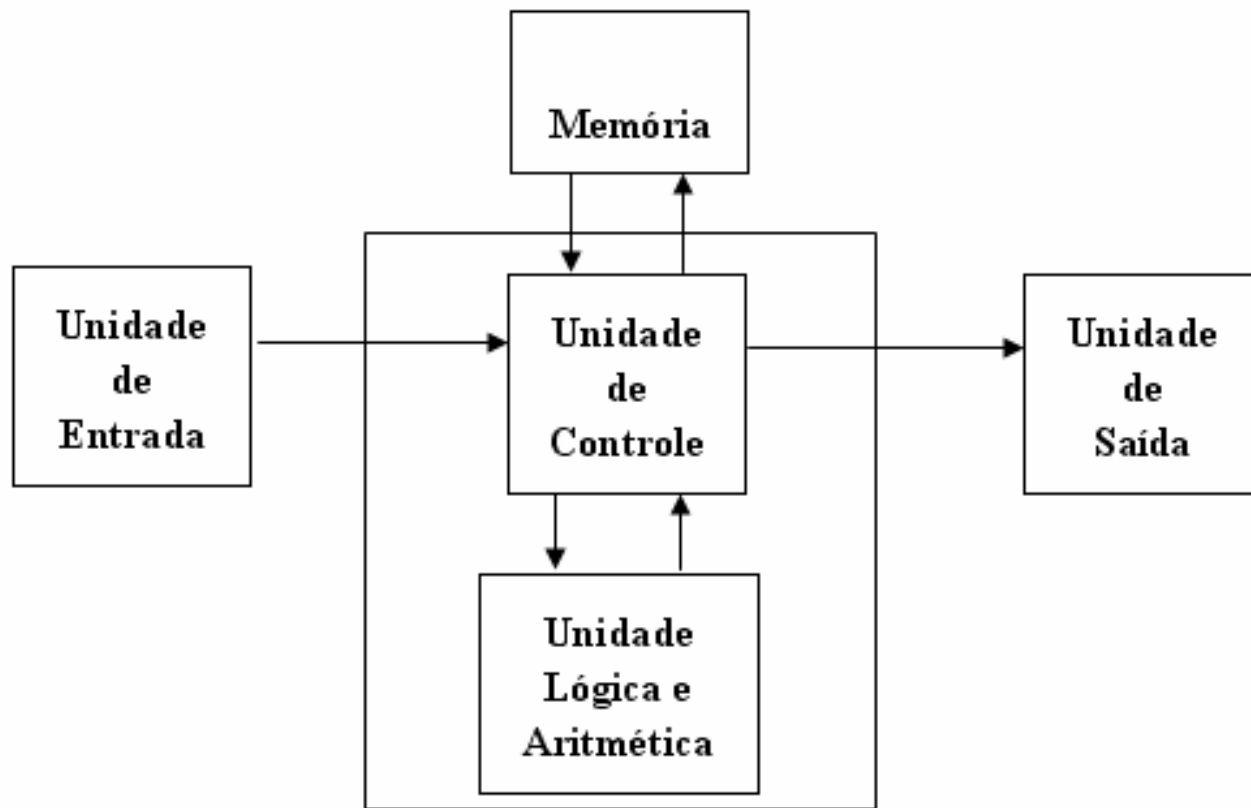 Memória
Unidade
de
Entrada
Unidade
de
Controle
Unidade
de
Saída
Unidade
Lógica e
Aritmética